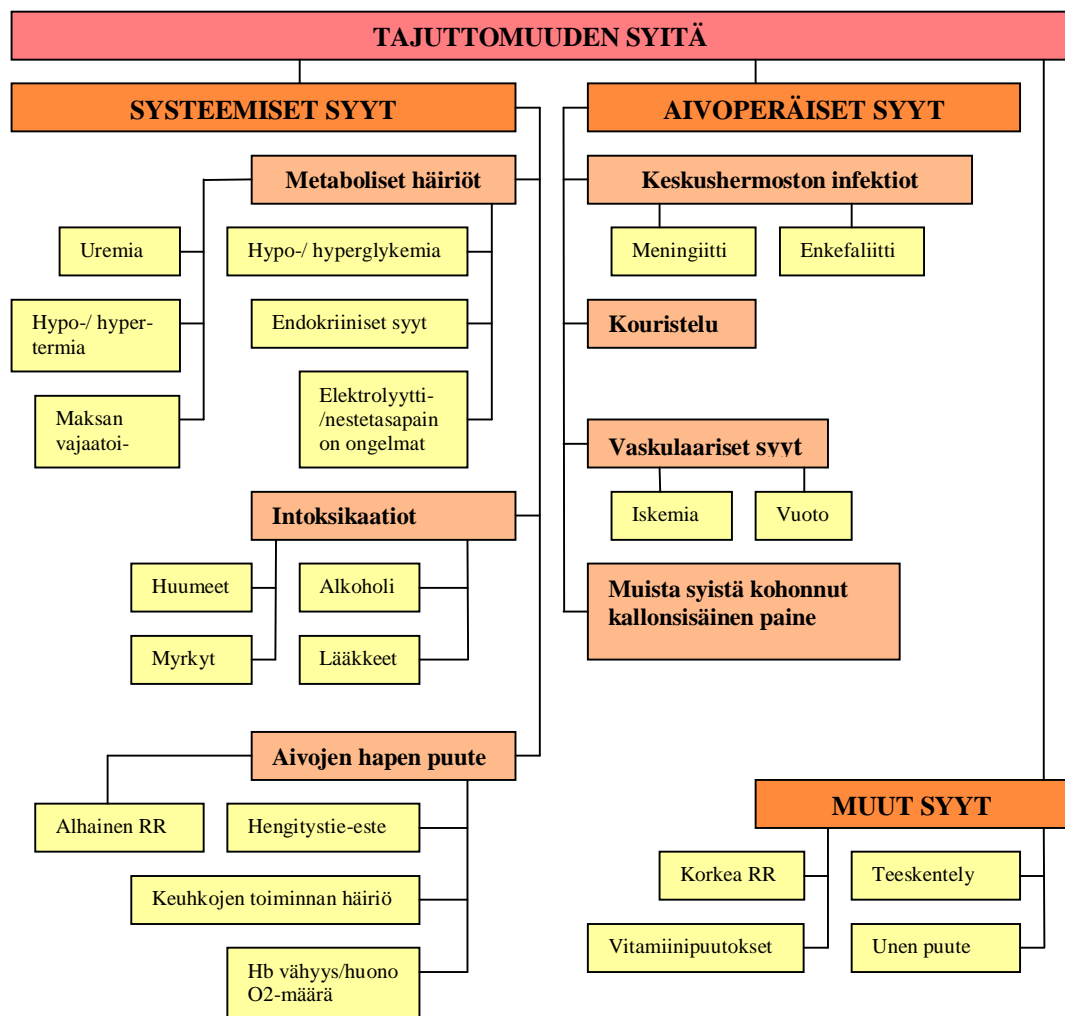 TAJUTTOMUUDEN SYITÄ
SYSTEEMISET SYYT
Metaboliset häiriöt
Uremia
Hypo-/ hyperglykemia
Hypo-/ hyper-
termia
Endokriiniset syyt
Maksan
vajaatoi-
Elektrolyytti-
/nestetasapain
on ongelmat
Intoksikaatiot
Huumeet
Alkoholi
Myrkyt
Lääkkeet
Aivojen hapen puute
Alhainen RR
Hengitystie-este
Keuhkojen toiminnan häiriö
Hb vähyys/huono
O2-määrä
AIVOPERÄISET SYYT
Keskushermoston infektiot
Meningiitti
Enkefaliitti
Kouristelu
Vaskulaariset syyt
Iskemia
Vuoto
Muista syistä kohonnut
kallonsisäinen paine
MUUT SYYT
Korkea RR
Teeskentely
Vitamiinipuutokset
Unen puute